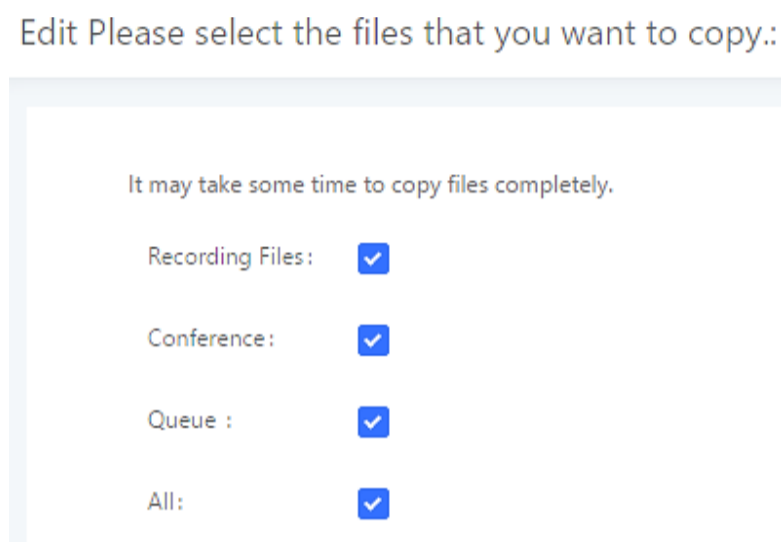 Edit Please select the files that you want to copy.:
It may take some time to copy files completely.
Recording Files:
Conference:
Queue :
All: